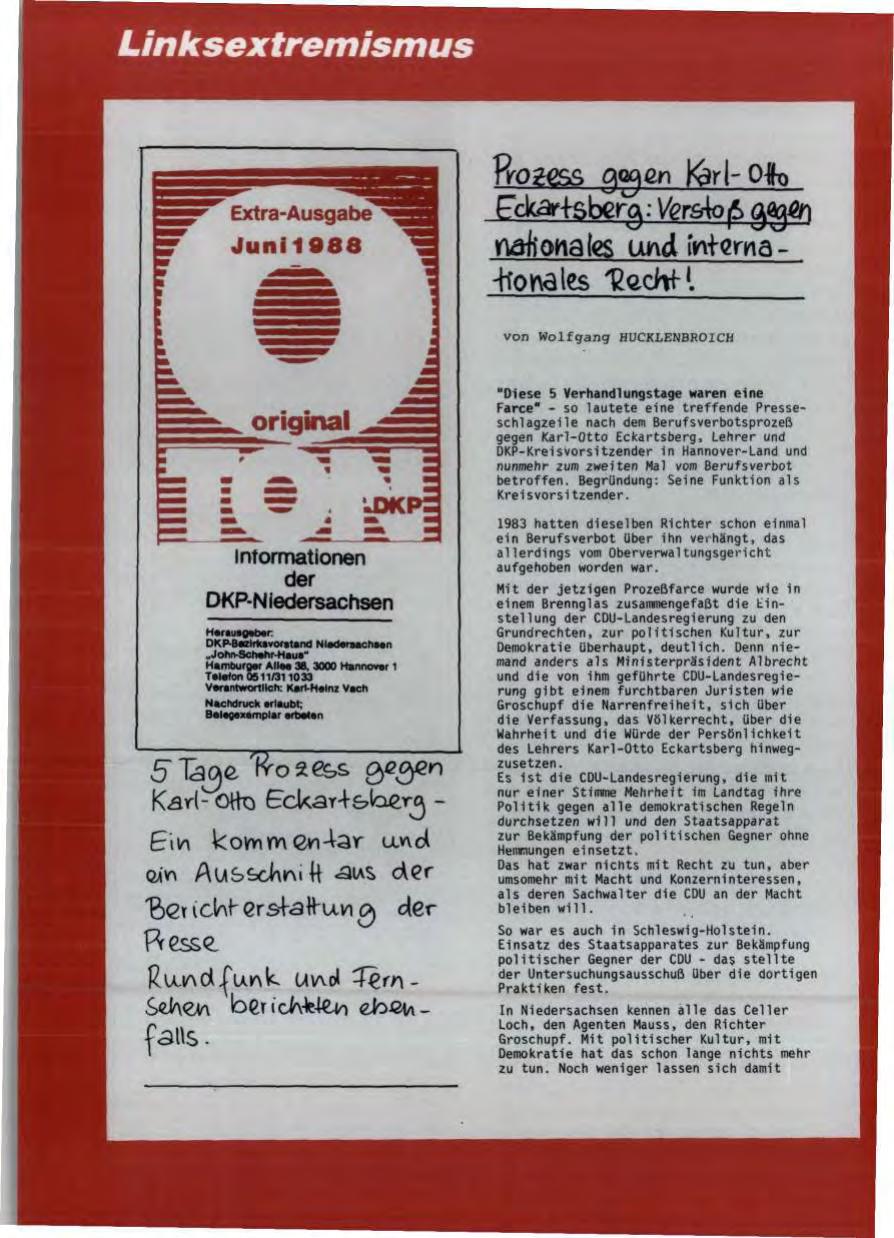 Linksextremismus
Extra-Ausgabe
Juni 1988
O
original
TON
DKP
Informationen
der
DKP-Niedersachsen
Herausgeber:
DKP-Bezirksvorstand Niedersachsen
„John-Schehr-Haus"
Hamburger Allee 38, 3000 Hannover 1
Telefon 05 11/31 10 33
Verantwortlich: Karl-Heinz Vach
Nachdruck erlaubt;
Belegexemplar erbeten
5 Tage Prozess gegen
Karl-Otto Eckartsberg -
Ein Kommentar und
ein Ausschnitt aus der
Berichterstattung der
Presse
Rundfunk und Fern-
sehen berichteten eben-
falls.
Prozess gegen Karl-Otto
Eckartsberg: Verstoß gegen
nationales und interna-
tionales Recht!
von Wolfgang HUCKLENBROICH
"Diese 5 Verhandlungstage waren eine
Farce" - so lautete eine treffende Presse-
schlagzeile nach dem Berufsverbotsprozeß
gegen Karl-Otto Eckartsberg, Lehrer und
DKP-Kreisvorsitzender in Hannover-Land und
nunmehr zum zweiten Mal vom Berufsverbot
betroffen. Begründung: Seine Funktion als
Kreisvorsitzender.
1983 hatten dieselben Richter schon einmal
ein Berufsverbot über ihn verhängt, das
allerdings vom Oberverwaltungsgericht
aufgehoben worden war.
Mit der jetzigen Prozeßfarce wurde wie in
einem Brennglas zusammengefaßt die Ein-
stellung der CDU-Landesregierung zu den
Grundrechten, zur politischen Kultur, zur
Demokratie überhaupt, deutlich. Denn nie-
mand anders als Ministerpräsident Albrecht
und die von ihm geführte CDU-Landesregie-
rung gibt einem furchtbaren Juristen wie
Groschupf die Narrenfreiheit, sich über
die Verfassung, das Völkerrecht, über die
Wahrheit und die Würde der Persönlichkeit
des Lehrers Karl-Otto Eckartsberg hinweg-
zusetzen.
Es ist die CDU-Landesregierung, die mit
nur einer Stimme Mehrheit im Landtag ihre
Politik gegen alle demokratischen Regeln
durchsetzen will und den Staatsapparat
zur Bekämpfung der politischen Gegner ohne
Hemmungen einsetzt.
Das hat zwar nichts mit Recht zu tun, aber
umsomehr mit Macht und Konzerninteressen,
als deren Sachwalter die CDU an der Macht
bleiben will.
So war es auch in Schleswig-Holstein.
Einsatz des Staatsapparates zur Bekämpfung
politischer Gegner der CDU - das stellte
der Untersuchungsausschuß über die dortigen
Praktiken fest.
In Niedersachsen kennen alle das Celler
Loch, den Agenten Mauss, den Richter
Groschupf. Mit politischer Kultur, mit
Demokratie hat das schon lange nichts mehr
zu tun. Noch weniger lassen sich damit